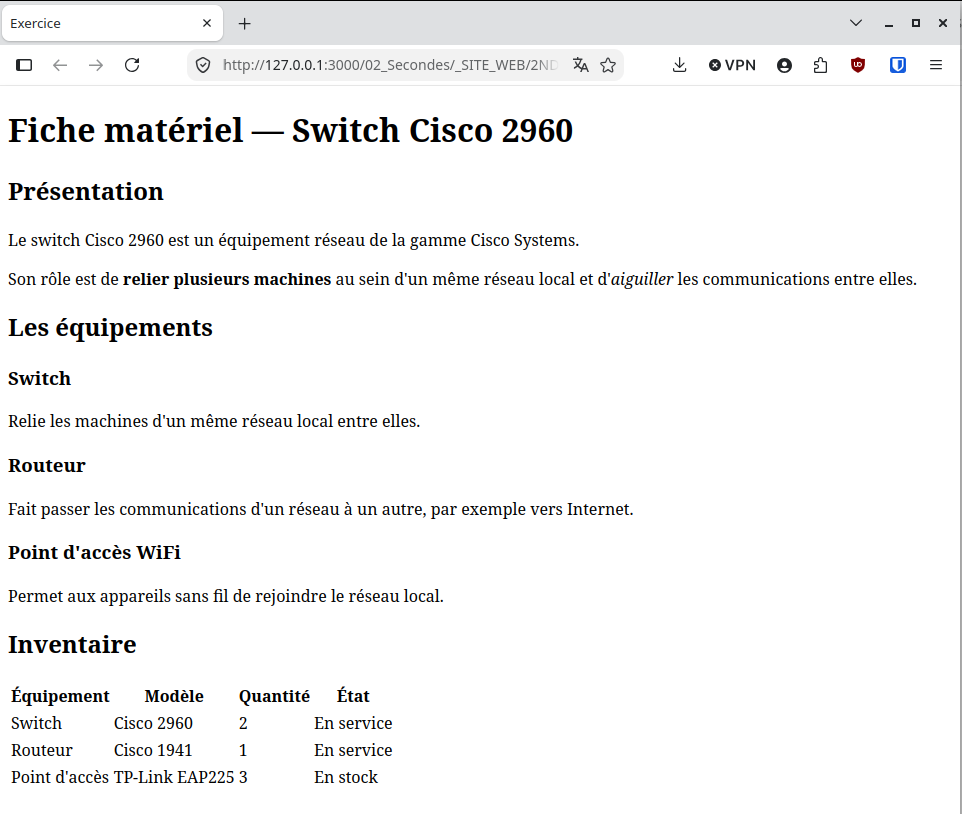 Exercice
http://127.0.0.1:3000/02_Secondes/_SITE_WEB/2ND
VPN
Fiche matériel — Switch Cisco 2960
Présentation
Le switch Cisco 2960 est un équipement réseau de la gamme Cisco Systems.
Son rôle est de relier plusieurs machines au sein d'un même réseau local et d'aiguiller les communications entre elles.
Les équipements
Switch
Relie les machines d'un même réseau local entre elles.
Routeur
Fait passer les communications d'un réseau à un autre, par exemple vers Internet.
Point d'accès WiFi
Permet aux appareils sans fil de rejoindre le réseau local.
Inventaire
Équipement Modèle Quantité État
Switch Cisco 2960 2 En service
Routeur Cisco 1941 1 En service
Point d'accès TP-Link EAP225 3 En stock